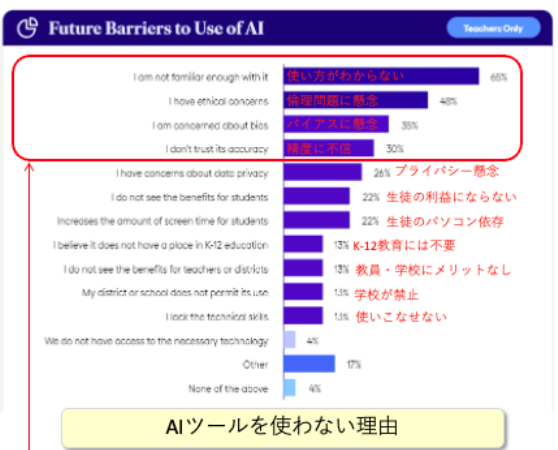 Future Barriers to Use of AI
Teachers Only
I am not familiar enough with it 使い方がわからない 65%
I have ethical concerns 倫理問題に懸念 48%
I am concerned about bias バイアスに懸念 35%
I don't trust its accuracy 精度に不信 30%
I have concerns about data privacy 26% プライバシー懸念
I do not see the benefits for students 22% 生徒の利益にならない
Increases the amount of screen time for students 22% 生徒のパソコン依存
I believe it does not have a place in K-12 education 13% K-12教育には不要
I do not see the benefits for teachers or districts 13% 教員・学校にメリットなし
My district or school does not permit its use 13% 学校が禁止
I lack the technical skills 13% 使いこなせない
We do not have access to the necessary technology 4%
Other 17%
None of the above 4%
AIツールを使わない理由